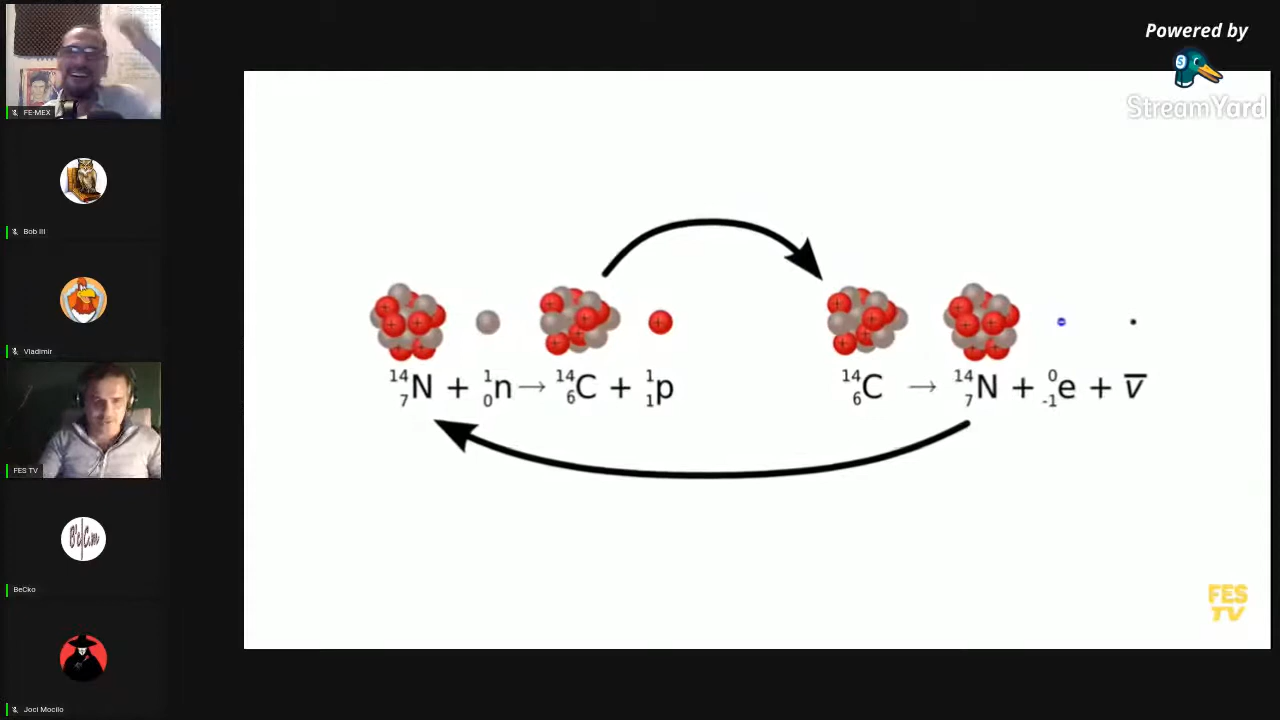 Powered by
StreamYard
FE-MEX
Bob III
Vladimir
FES TV
BeCko
Joci Mocilo
¹⁴₇N + ¹₀n → ¹⁴₆C + ¹₁p
¹⁴₆C → ¹⁴₇N + ⁰₋₁e + v̅
FES
TV